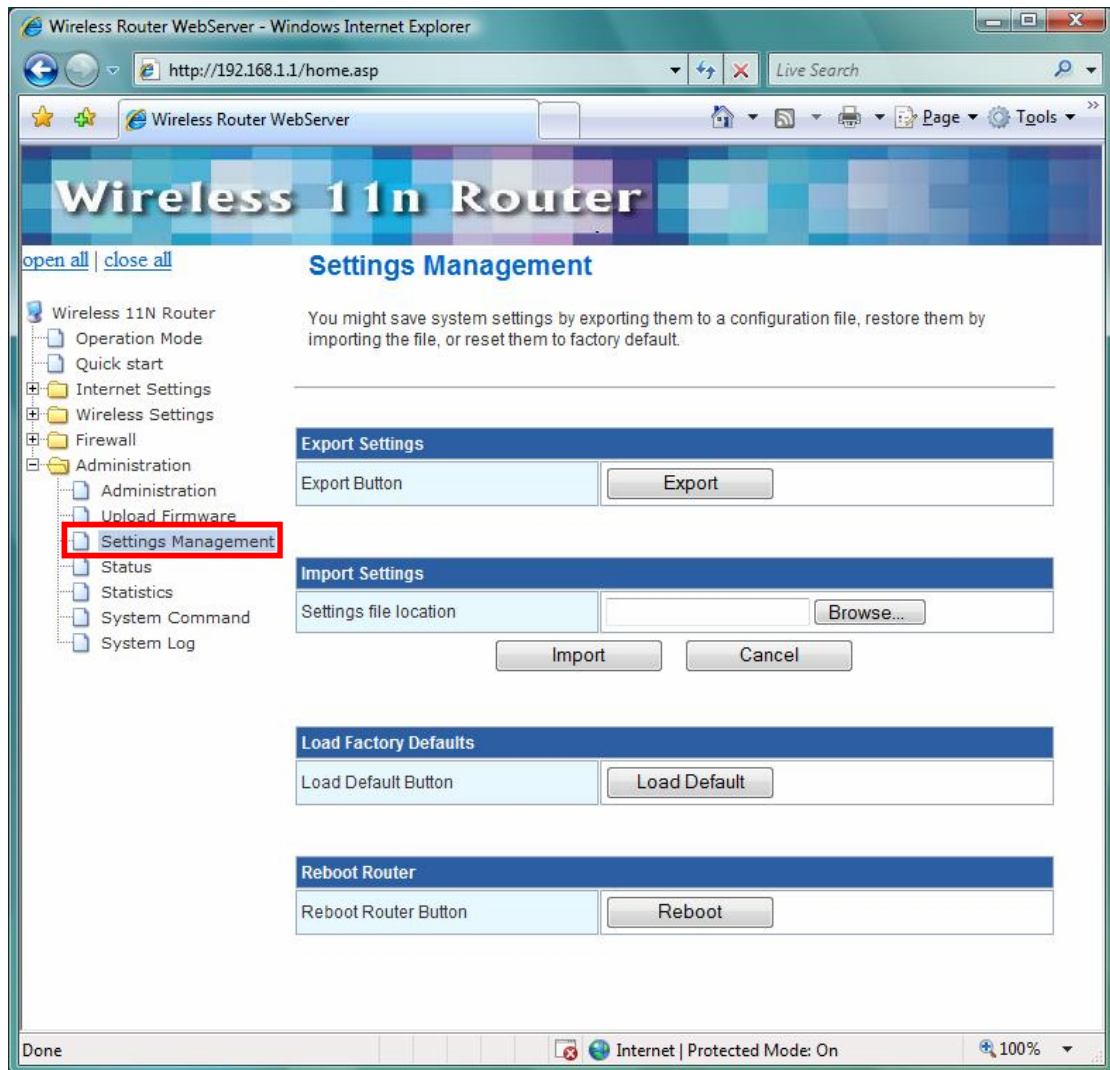 Wireless Router WebServer - Windows Internet Explorer
http://192.168.1.1/home.asp
Live Search
Wireless Router WebServer
Page
Tools
Wireless 11n Router
open all | close all
Wireless 11N Router
Operation Mode
Quick start
Internet Settings
Wireless Settings
Firewall
Administration
Administration
Upload Firmware
Settings Management
Status
Statistics
System Command
System Log
Settings Management
You might save system settings by exporting them to a configuration file, restore them by
importing the file, or reset them to factory default.
Export Settings
Export Button
Export
Import Settings
Settings file location
Browse...
Import
Cancel
Load Factory Defaults
Load Default Button
Load Default
Reboot Router
Reboot Router Button
Reboot
Done
Internet | Protected Mode: On
100%